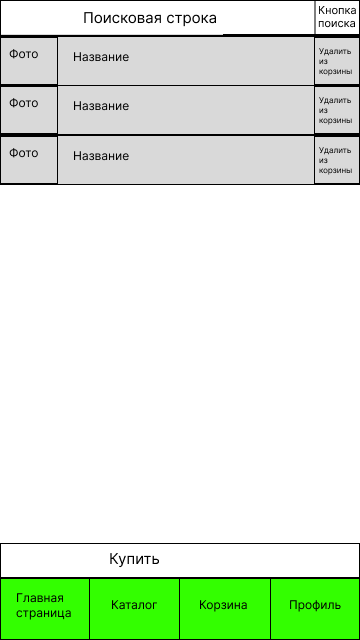 Поисковая строка
Кнопка
поиска
Фото
Название
Удалить
из
корзины
Фото
Название
Удалить
из
корзины
Фото
Название
Удалить
из
корзины
Купить
Главная
страница
Каталог
Корзина
Профиль